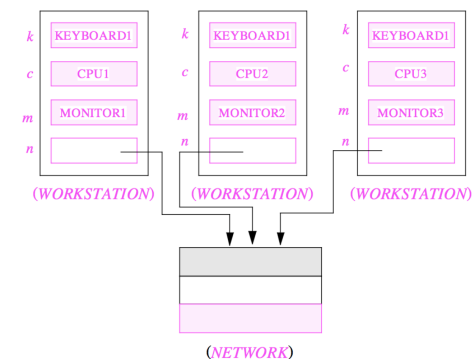 k KEYBOARD1
c CPU1
m MONITOR1
n
(WORKSTATION)
k KEYBOARD1
c CPU2
m MONITOR2
n
(WORKSTATION)
k KEYBOARD1
c CPU3
m MONITOR3
n
(WORKSTATION)
(NETWORK)